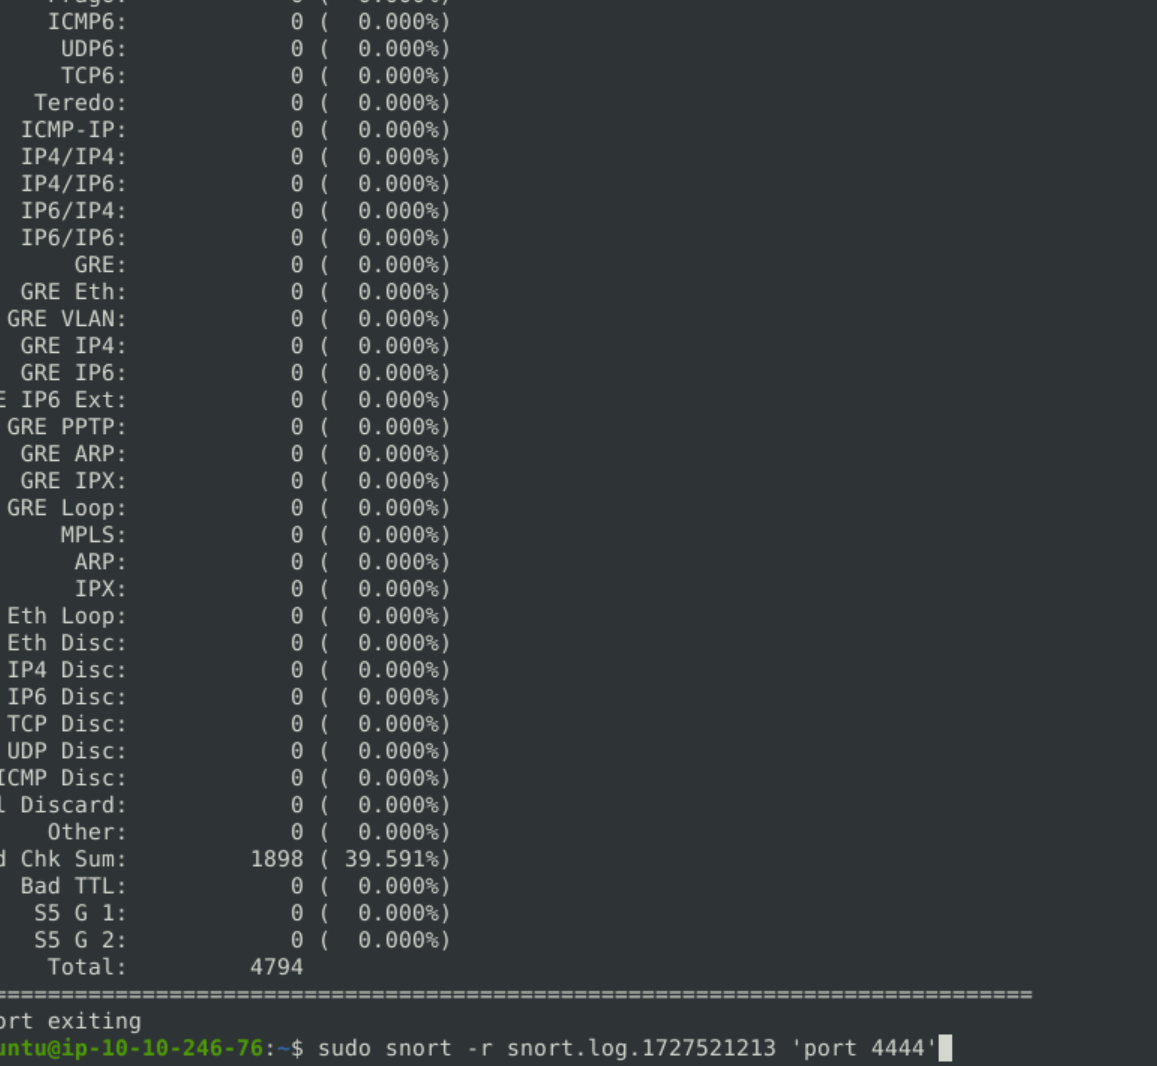 ICMP6: 0 ( 0.000%)
UDP6: 0 ( 0.000%)
TCP6: 0 ( 0.000%)
Teredo: 0 ( 0.000%)
ICMP-IP: 0 ( 0.000%)
IP4/IP4: 0 ( 0.000%)
IP4/IP6: 0 ( 0.000%)
IP6/IP4: 0 ( 0.000%)
IP6/IP6: 0 ( 0.000%)
GRE: 0 ( 0.000%)
GRE Eth: 0 ( 0.000%)
GRE VLAN: 0 ( 0.000%)
GRE IP4: 0 ( 0.000%)
GRE IP6: 0 ( 0.000%)
E IP6 Ext: 0 ( 0.000%)
GRE PPTP: 0 ( 0.000%)
GRE ARP: 0 ( 0.000%)
GRE IPX: 0 ( 0.000%)
GRE Loop: 0 ( 0.000%)
MPLS: 0 ( 0.000%)
ARP: 0 ( 0.000%)
IPX: 0 ( 0.000%)
Eth Loop: 0 ( 0.000%)
Eth Disc: 0 ( 0.000%)
IP4 Disc: 0 ( 0.000%)
IP6 Disc: 0 ( 0.000%)
TCP Disc: 0 ( 0.000%)
UDP Disc: 0 ( 0.000%)
ICMP Disc: 0 ( 0.000%)
l Discard: 0 ( 0.000%)
Other: 0 ( 0.000%)
d Chk Sum: 1898 ( 39.591%)
Bad TTL: 0 ( 0.000%)
S5 G 1: 0 ( 0.000%)
S5 G 2: 0 ( 0.000%)
Total: 4794
=============================================================================
ort exiting
untu@ip-10-10-246-76:~$ sudo snort -r snort.log.1727521213 'port 4444'